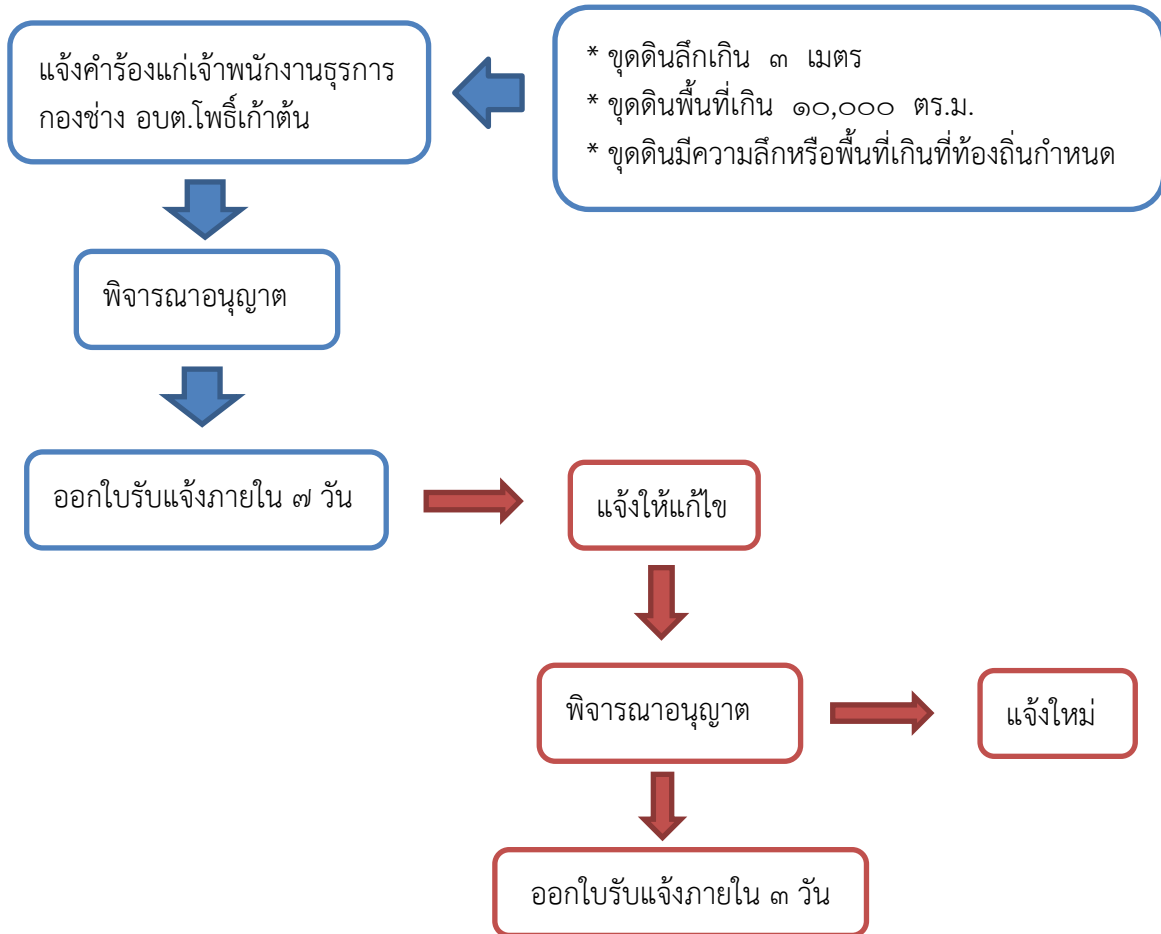 แจ้งคำร้องแก่เจ้าพนักงานธุรการ
กองช่าง อบต.โพธิ์เก้าต้น
* ขุดดินลึกเกิน ๓ เมตร
* ขุดดินพื้นที่เกิน ๑๐,๐๐๐ ตร.ม.
* ขุดดินมีความลึกหรือพื้นที่เกินที่ท้องถิ่นกำหนด
พิจารณาอนุญาต
ออกใบรับแจ้งภายใน ๗ วัน
แจ้งให้แก้ไข
พิจารณาอนุญาต
แจ้งใหม่
ออกใบรับแจ้งภายใน ๓ วัน